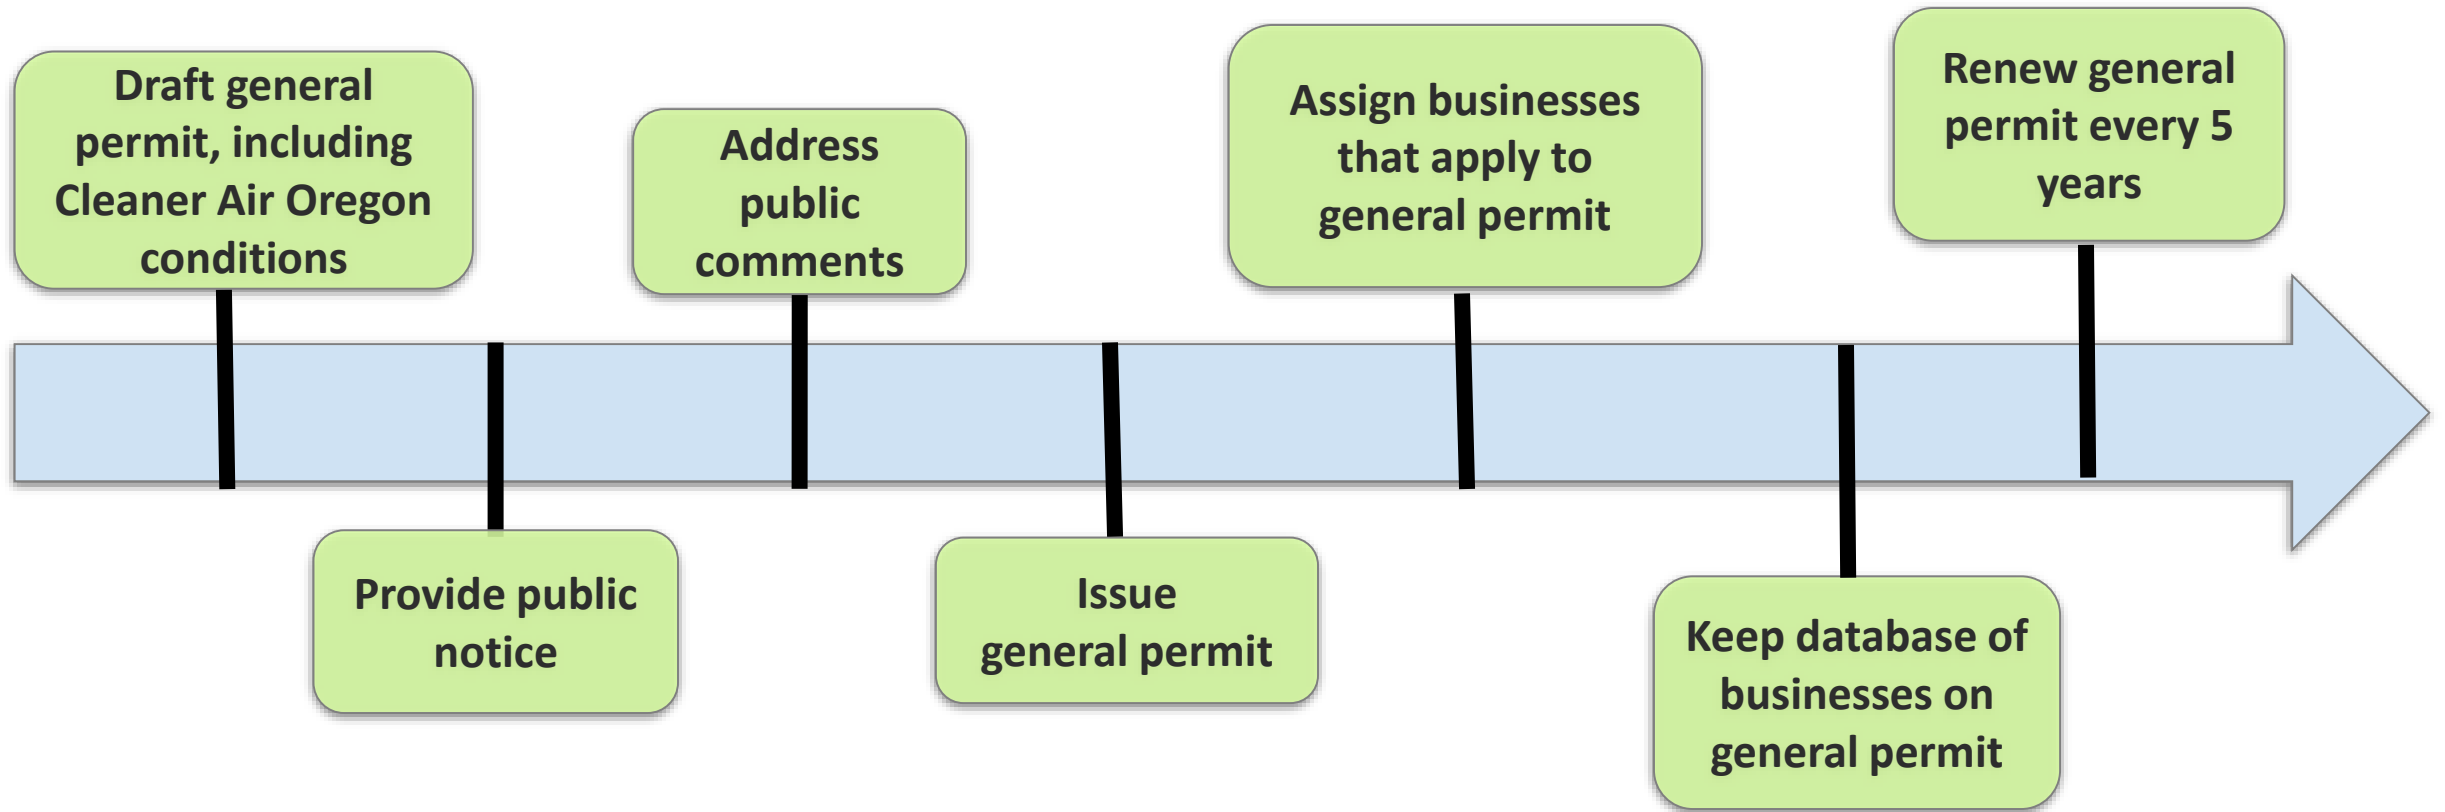 Draft general
permit, including
Cleaner Air Oregon
conditions
Provide public
notice
Address
public
comments
Issue
general permit
Assign businesses
that apply to
general permit
Keep database of
businesses on
general permit
Renew general
permit every 5
years